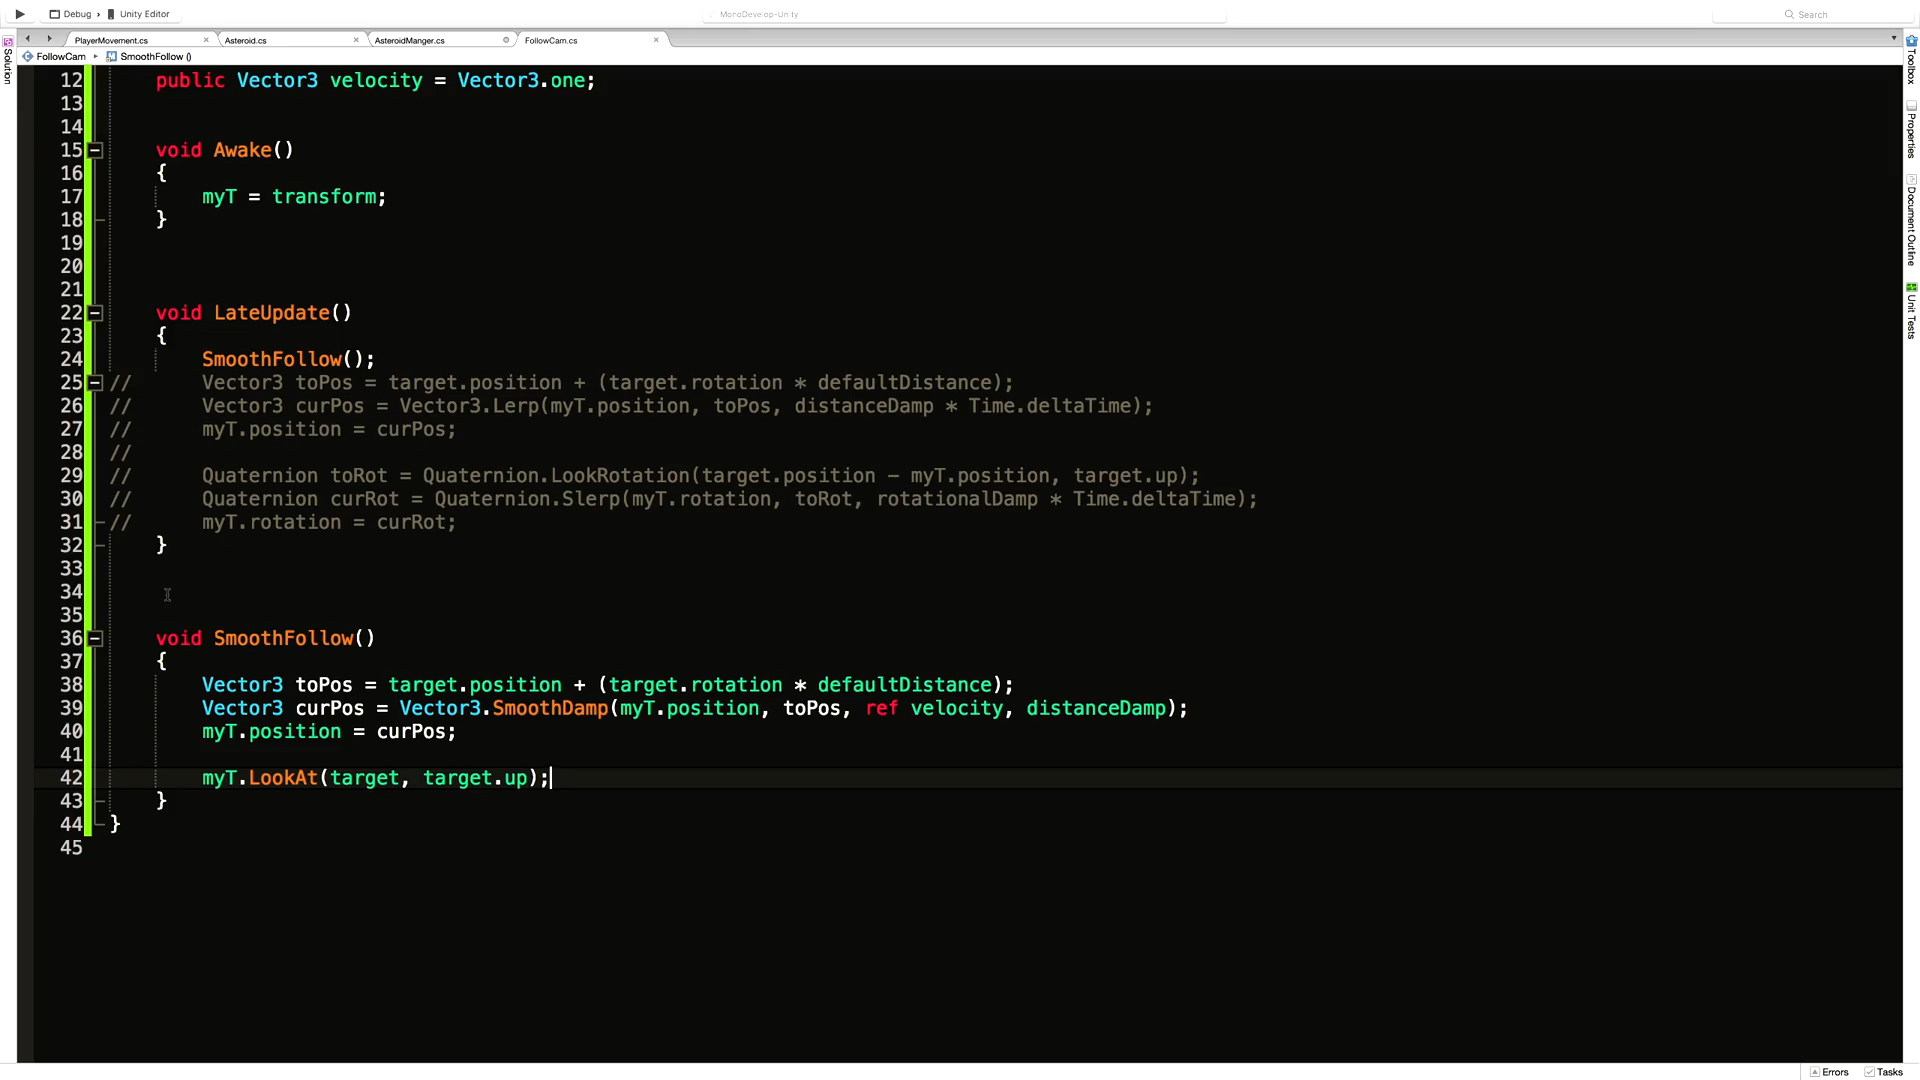 Debug › Unity Editor
MonoDevelop-Unity
Search
PlayerMovement.cs
Asteroid.cs
AsteroidManger.cs
FollowCam.cs
FollowCam
SmoothFollow ()
Solution
Toolbox
Properties
Document Outline
Unit Tests
12 public Vector3 velocity = Vector3.one;
13
14
15 void Awake()
16 {
17 myT = transform;
18 }
19
20
21
22 void LateUpdate()
23 {
24 SmoothFollow();
25 // Vector3 toPos = target.position + (target.rotation * defaultDistance);
26 // Vector3 curPos = Vector3.Lerp(myT.position, toPos, distanceDamp * Time.deltaTime);
27 // myT.position = curPos;
28 //
29 // Quaternion toRot = Quaternion.LookRotation(target.position - myT.position, target.up);
30 // Quaternion curRot = Quaternion.Slerp(myT.rotation, toRot, rotationalDamp * Time.deltaTime);
31 // myT.rotation = curRot;
32 }
33
34
35
36 void SmoothFollow()
37 {
38 Vector3 toPos = target.position + (target.rotation * defaultDistance);
39 Vector3 curPos = Vector3.SmoothDamp(myT.position, toPos, ref velocity, distanceDamp);
40 myT.position = curPos;
41
42 myT.LookAt(target, target.up);
43 }
44 }
45
Errors
Tasks